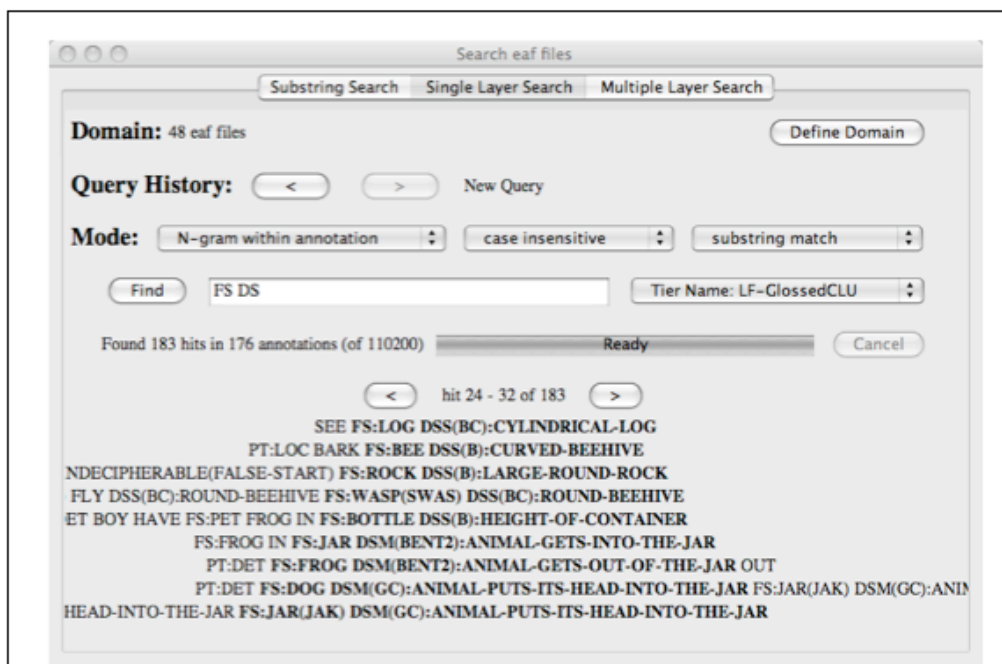 Search eaf files
Substring Search Single Layer Search Multiple Layer Search
Domain: 48 eaf files Define Domain
Query History: < > New Query
Mode: N-gram within annotation case insensitive substring match
Find FS DS Tier Name: LF-GlossedCLU
Found 183 hits in 176 annotations (of 110200) Ready Cancel
< hit 24 - 32 of 183 >
SEE FS:LOG DSS(BC):CYLINDRICAL-LOG
PT:LOC BARK FS:BEE DSS(B):CURVED-BEEHIVE
NDECIPHERABLE(FALSE-START) FS:ROCK DSS(B):LARGE-ROUND-ROCK
FLY DSS(BC):ROUND-BEEHIVE FS:WASP(SWAS) DSS(BC):ROUND-BEEHIVE
ET BOY HAVE FS:PET FROG IN FS:BOTTLE DSS(B):HEIGHT-OF-CONTAINER
FS:FROG IN FS:JAR DSM(BENT2):ANIMAL-GETS-INTO-THE-JAR
PT:DET FS:FROG DSM(BENT2):ANIMAL-GETS-OUT-OF-THE-JAR OUT
PT:DET FS:DOG DSM(GC):ANIMAL-PUTS-ITS-HEAD-INTO-THE-JAR FS:JAR(JAK) DSM(GC):ANIM
HEAD-INTO-THE-JAR FS:JAR(JAK) DSM(GC):ANIMAL-PUTS-ITS-HEAD-INTO-THE-JAR